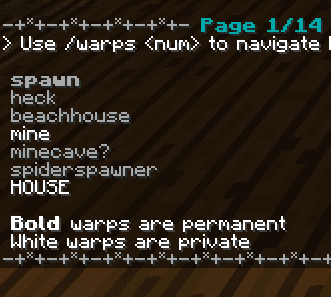 -+*+-+*+-+*+-+*+- Page 1/14
> Use /warps <num> to navigate
spawn
heck
beachhouse
mine
minecave?
spiderspawner
HOUSE
Bold warps are permanent
White warps are private
-+*+-+*+-+*+-+*+-+*+-+*+-+*+-+